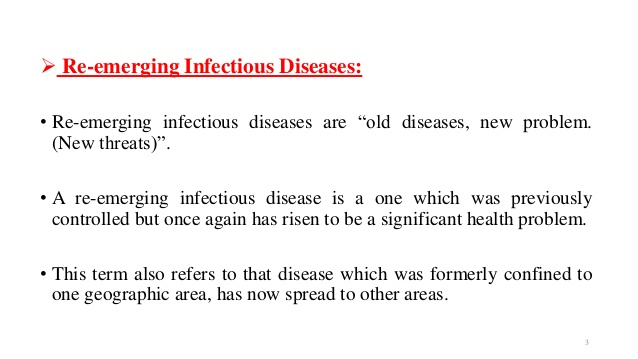 ➢ Re-emerging Infectious Diseases:
• Re-emerging infectious diseases are “old diseases, new problem.
(New threats)”.
• A re-emerging infectious disease is a one which was previously
controlled but once again has risen to be a significant health problem.
• This term also refers to that disease which was formerly confined to
one geographic area, has now spread to other areas.
3